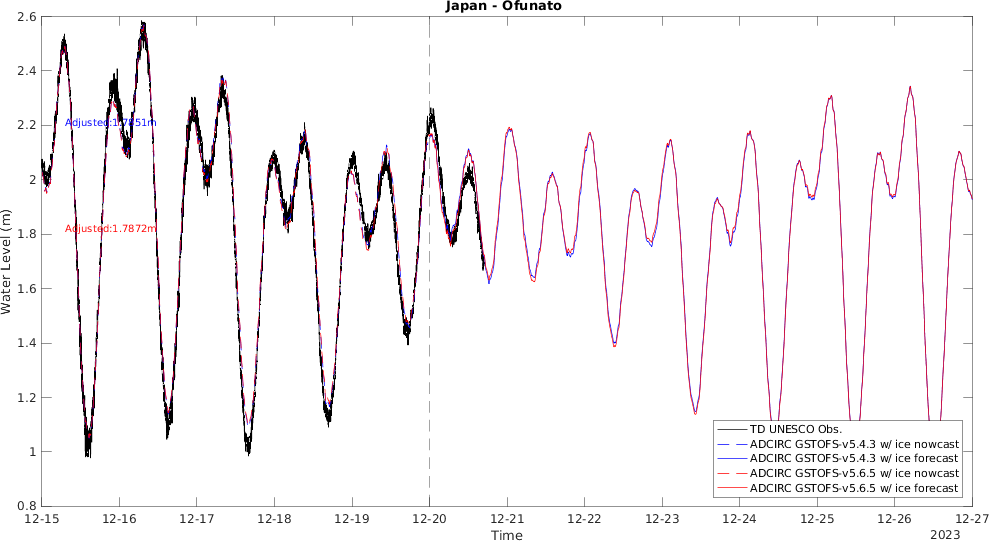 Japan - Ofunato
2.6
2.4
2.2
2
1.8
1.6
1.4
1.2
1
0.8
Water Level (m)
Adjusted:1.7851m
Adjusted:1.7872m
TD UNESCO Obs.
ADCIRC GSTOFS-v5.4.3 w/ ice nowcast
ADCIRC GSTOFS-v5.4.3 w/ ice forecast
ADCIRC GSTOFS-v5.6.5 w/ ice nowcast
ADCIRC GSTOFS-v5.6.5 w/ ice forecast
12-15 12-16 12-17 12-18 12-19 12-20 12-21 12-22 12-23 12-24 12-25 12-26 12-27
Time
2023